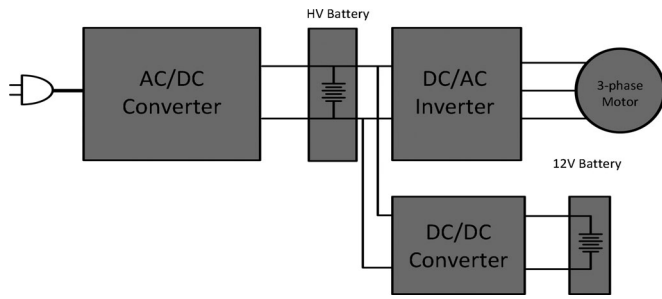 HV Battery
AC/DC
Converter
DC/AC
Inverter
3-phase
Motor
12V Battery
DC/DC
Converter